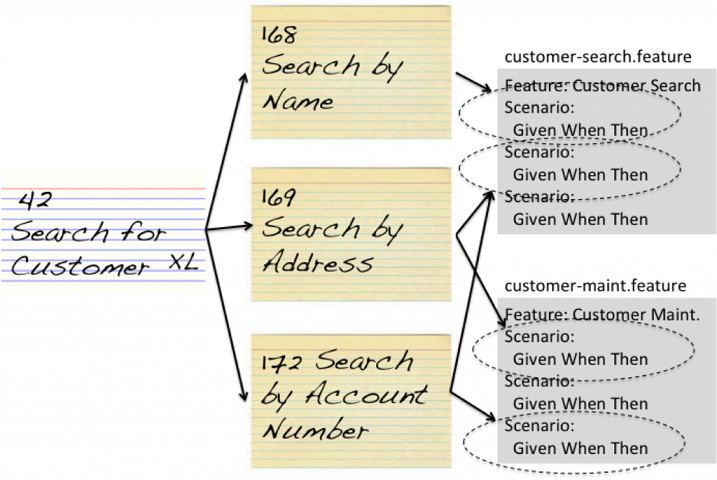 42
Search for
Customer XL
168
Search by
Name
169
Search by
Address
172 Search
by Account
Number
customer-search.feature
Feature: Customer Search
Scenario:
Given When Then
Scenario:
Given When Then
Scenario:
Given When Then
customer-maint.feature
Feature: Customer Maint.
Scenario:
Given When Then
Scenario:
Given When Then
Scenario:
Given When Then